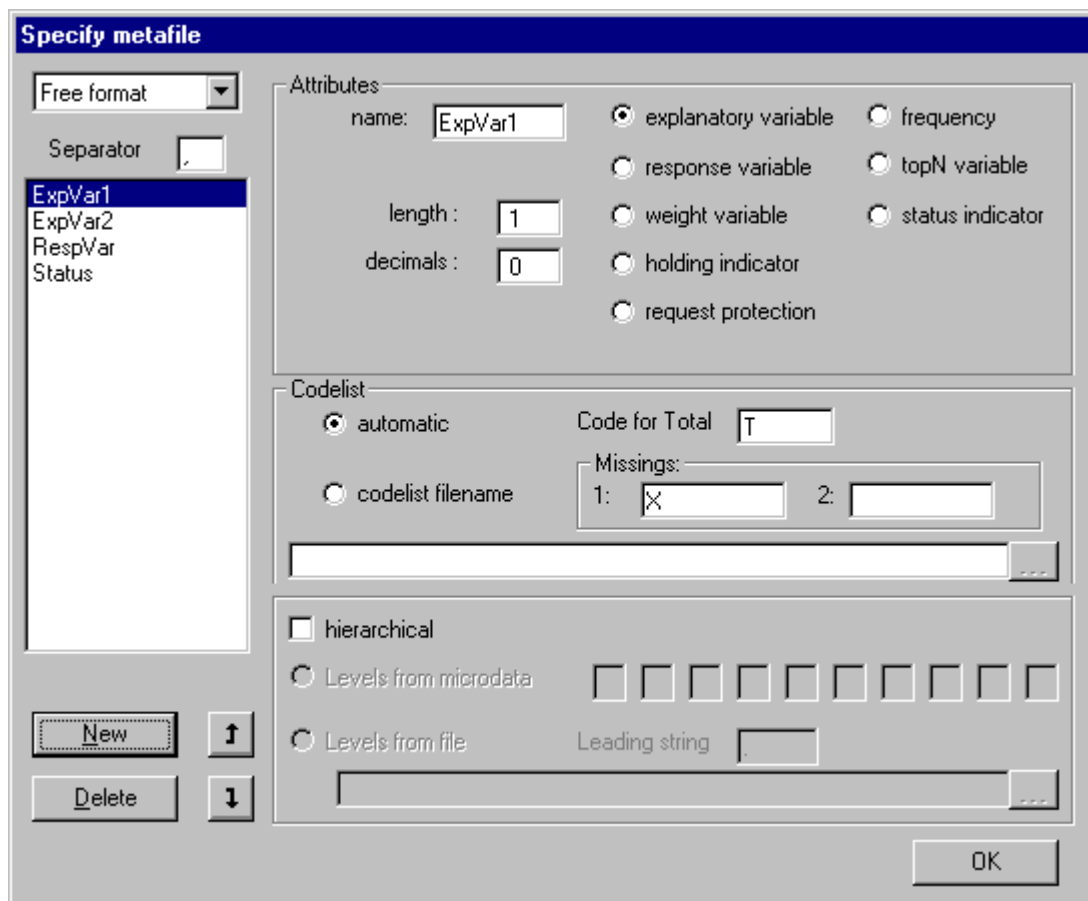 Specify metafile
Free format
Separator ,
ExpVar1
ExpVar2
RespVar
Status
New
Delete
Attributes
name: ExpVar1
length : 1
decimals : 0
explanatory variable
response variable
weight variable
holding indicator
request protection
frequency
topN variable
status indicator
Codelist
automatic
codelist filename
Code for Total T
Missings:
1: X 2:
...
hierarchical
Levels from microdata
Levels from file Leading string .
...
OK